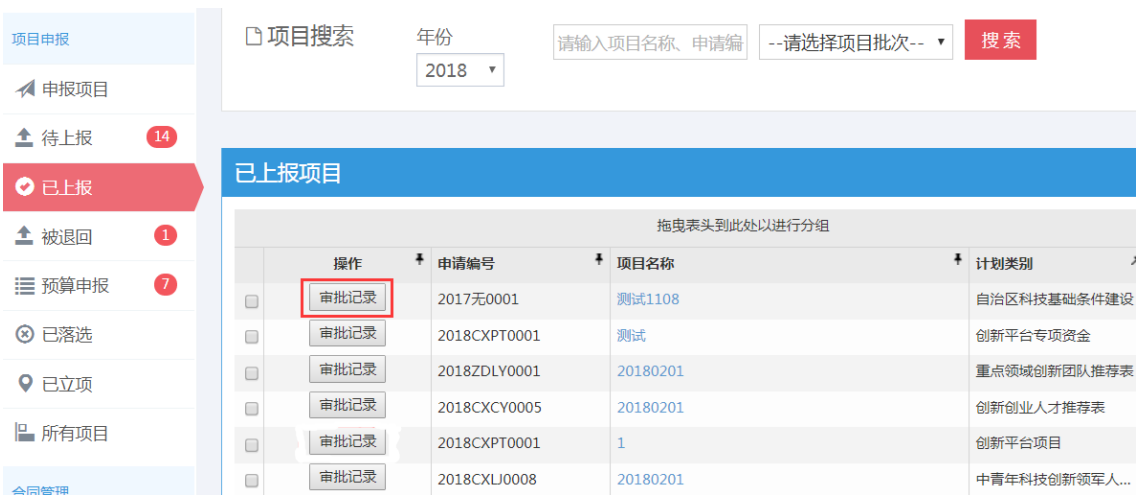 项目申报
申报项目
待上报 14
已上报
被退回 1
预算申报 7
已落选
已立项
所有项目
合同管理
项目搜索 年份 请输入项目名称、申请编 --请选择项目批次-- 搜索
2018
已上报项目
拖曳表头到此处以进行分组
操作 申请编号 项目名称 计划类别
审批记录 2017无0001 测试1108 自治区科技基础条件建设
审批记录 2018CXPT0001 测试 创新平台专项资金
审批记录 2018ZDLY0001 20180201 重点领域创新团队推荐表
审批记录 2018CXCY0005 20180201 创新创业人才推荐表
审批记录 2018CXPT0001 1 创新平台项目
审批记录 2018CXLJ0008 20180201 中青年科技创新领军人...